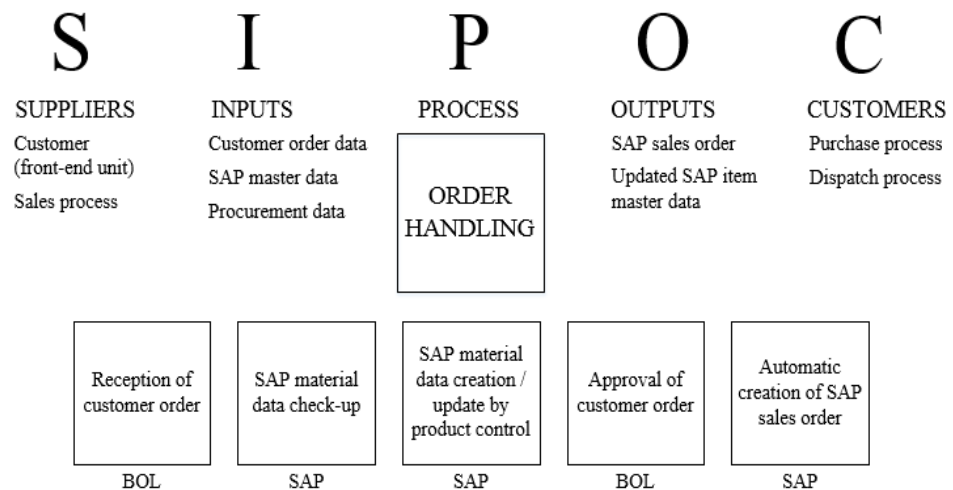 S I P O C
SUPPLIERS INPUTS PROCESS OUTPUTS CUSTOMERS
Customer
(front-end unit)
Sales process
Customer order data
SAP master data
Procurement data
ORDER
HANDLING
SAP sales order
Updated SAP item
master data
Purchase process
Dispatch process
Reception of
customer order
BOL
SAP material
data check-up
SAP
SAP material
data creation /
update by
product control
SAP
Approval of
customer order
BOL
Automatic
creation of SAP
sales order
SAP